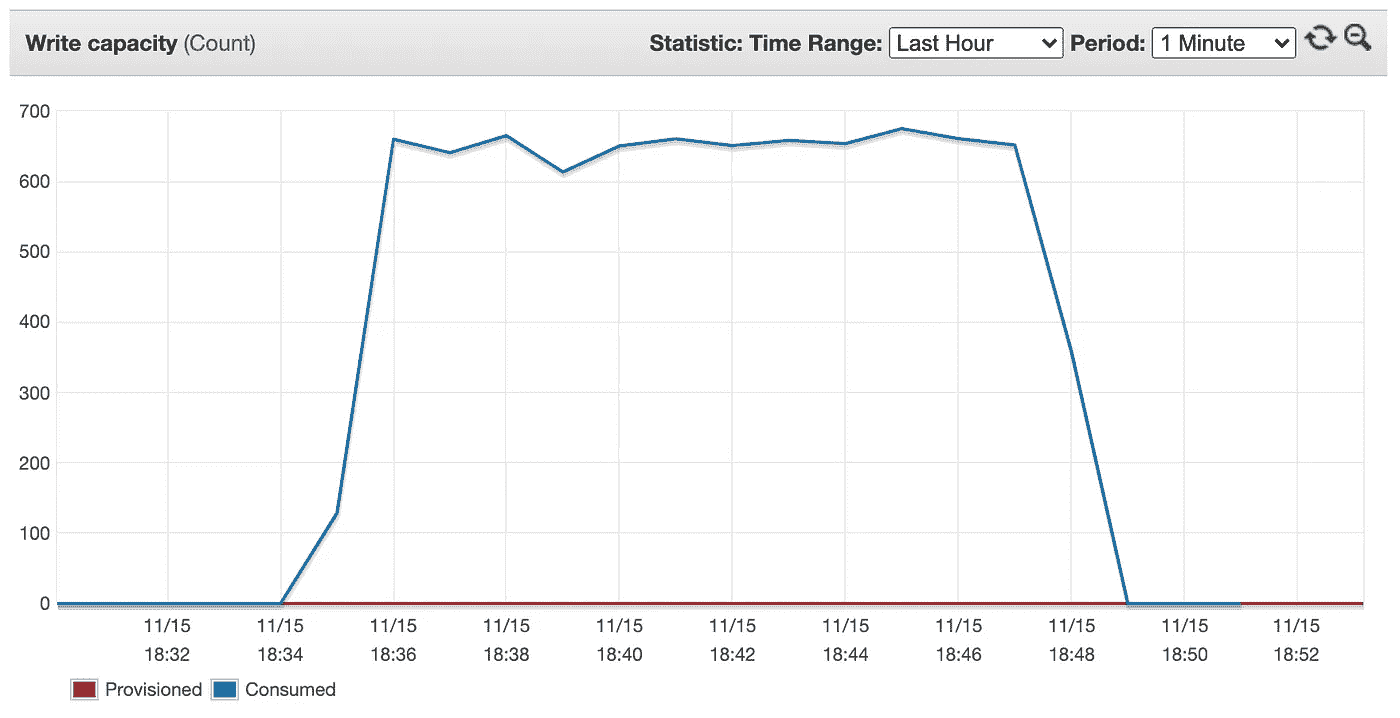 Write capacity (Count) Statistic: Time Range: Last Hour Period: 1 Minute
700
600
500
400
300
200
100
0
11/15 11/15 11/15 11/15 11/15 11/15 11/15 11/15 11/15 11/15 11/15
18:32 18:34 18:36 18:38 18:40 18:42 18:44 18:46 18:48 18:50 18:52
Provisioned Consumed